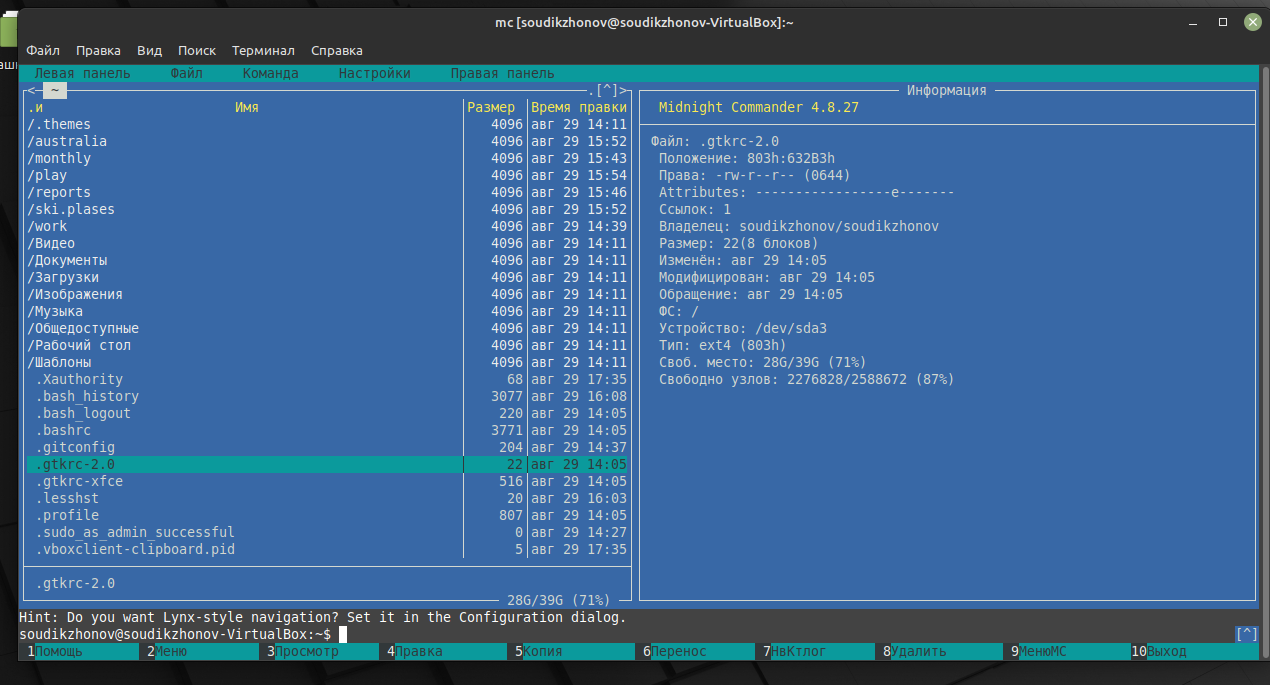 mc [soudikzhonov@soudikzhonov-VirtualBox]:~
Файл Правка Вид Поиск Терминал Справка
Левая панель Файл Команда Настройки Правая панель
<─ ~ .[^]>
.и Имя Размер Время правки
/.themes 4096 авг 29 14:11
/australia 4096 авг 29 15:52
/monthly 4096 авг 29 15:43
/play 4096 авг 29 15:54
/reports 4096 авг 29 15:46
/ski.plases 4096 авг 29 15:52
/work 4096 авг 29 14:39
/Видео 4096 авг 29 14:11
/Документы 4096 авг 29 14:11
/Загрузки 4096 авг 29 14:11
/Изображения 4096 авг 29 14:11
/Музыка 4096 авг 29 14:11
/Общедоступные 4096 авг 29 14:11
/Рабочий стол 4096 авг 29 14:11
/Шаблоны 4096 авг 29 14:11
.Xauthority 68 авг 29 17:35
.bash_history 3077 авг 29 16:08
.bash_logout 220 авг 29 14:05
.bashrc 3771 авг 29 14:05
.gitconfig 204 авг 29 14:37
.gtkrc-2.0 22 авг 29 14:05
.gtkrc-xfce 516 авг 29 14:05
.lesshst 20 авг 29 16:03
.profile 807 авг 29 14:05
.sudo_as_admin_successful 0 авг 29 14:27
.vboxclient-clipboard.pid 5 авг 29 17:35
.gtkrc-2.0
28G/39G (71%)
Информация
Midnight Commander 4.8.27
Файл: .gtkrc-2.0
Положение: 803h:632B3h
Права: -rw-r--r-- (0644)
Attributes: -----------------e-------
Ссылок: 1
Владелец: soudikzhonov/soudikzhonov
Размер: 22(8 блоков)
Изменён: авг 29 14:05
Модифицирован: авг 29 14:05
Обращение: авг 29 14:05
ФС: /
Устройство: /dev/sda3
Тип: ext4 (803h)
Своб. место: 28G/39G (71%)
Свободно узлов: 2276828/2588672 (87%)
Hint: Do you want Lynx-style navigation? Set it in the Configuration dialog.
soudikzhonov@soudikzhonov-VirtualBox:~$ [^]
1Помощь 2Меню 3Просмотр 4Правка 5Копия 6Перенос 7НвКтлог 8Удалить 9МенюМС 10Выход